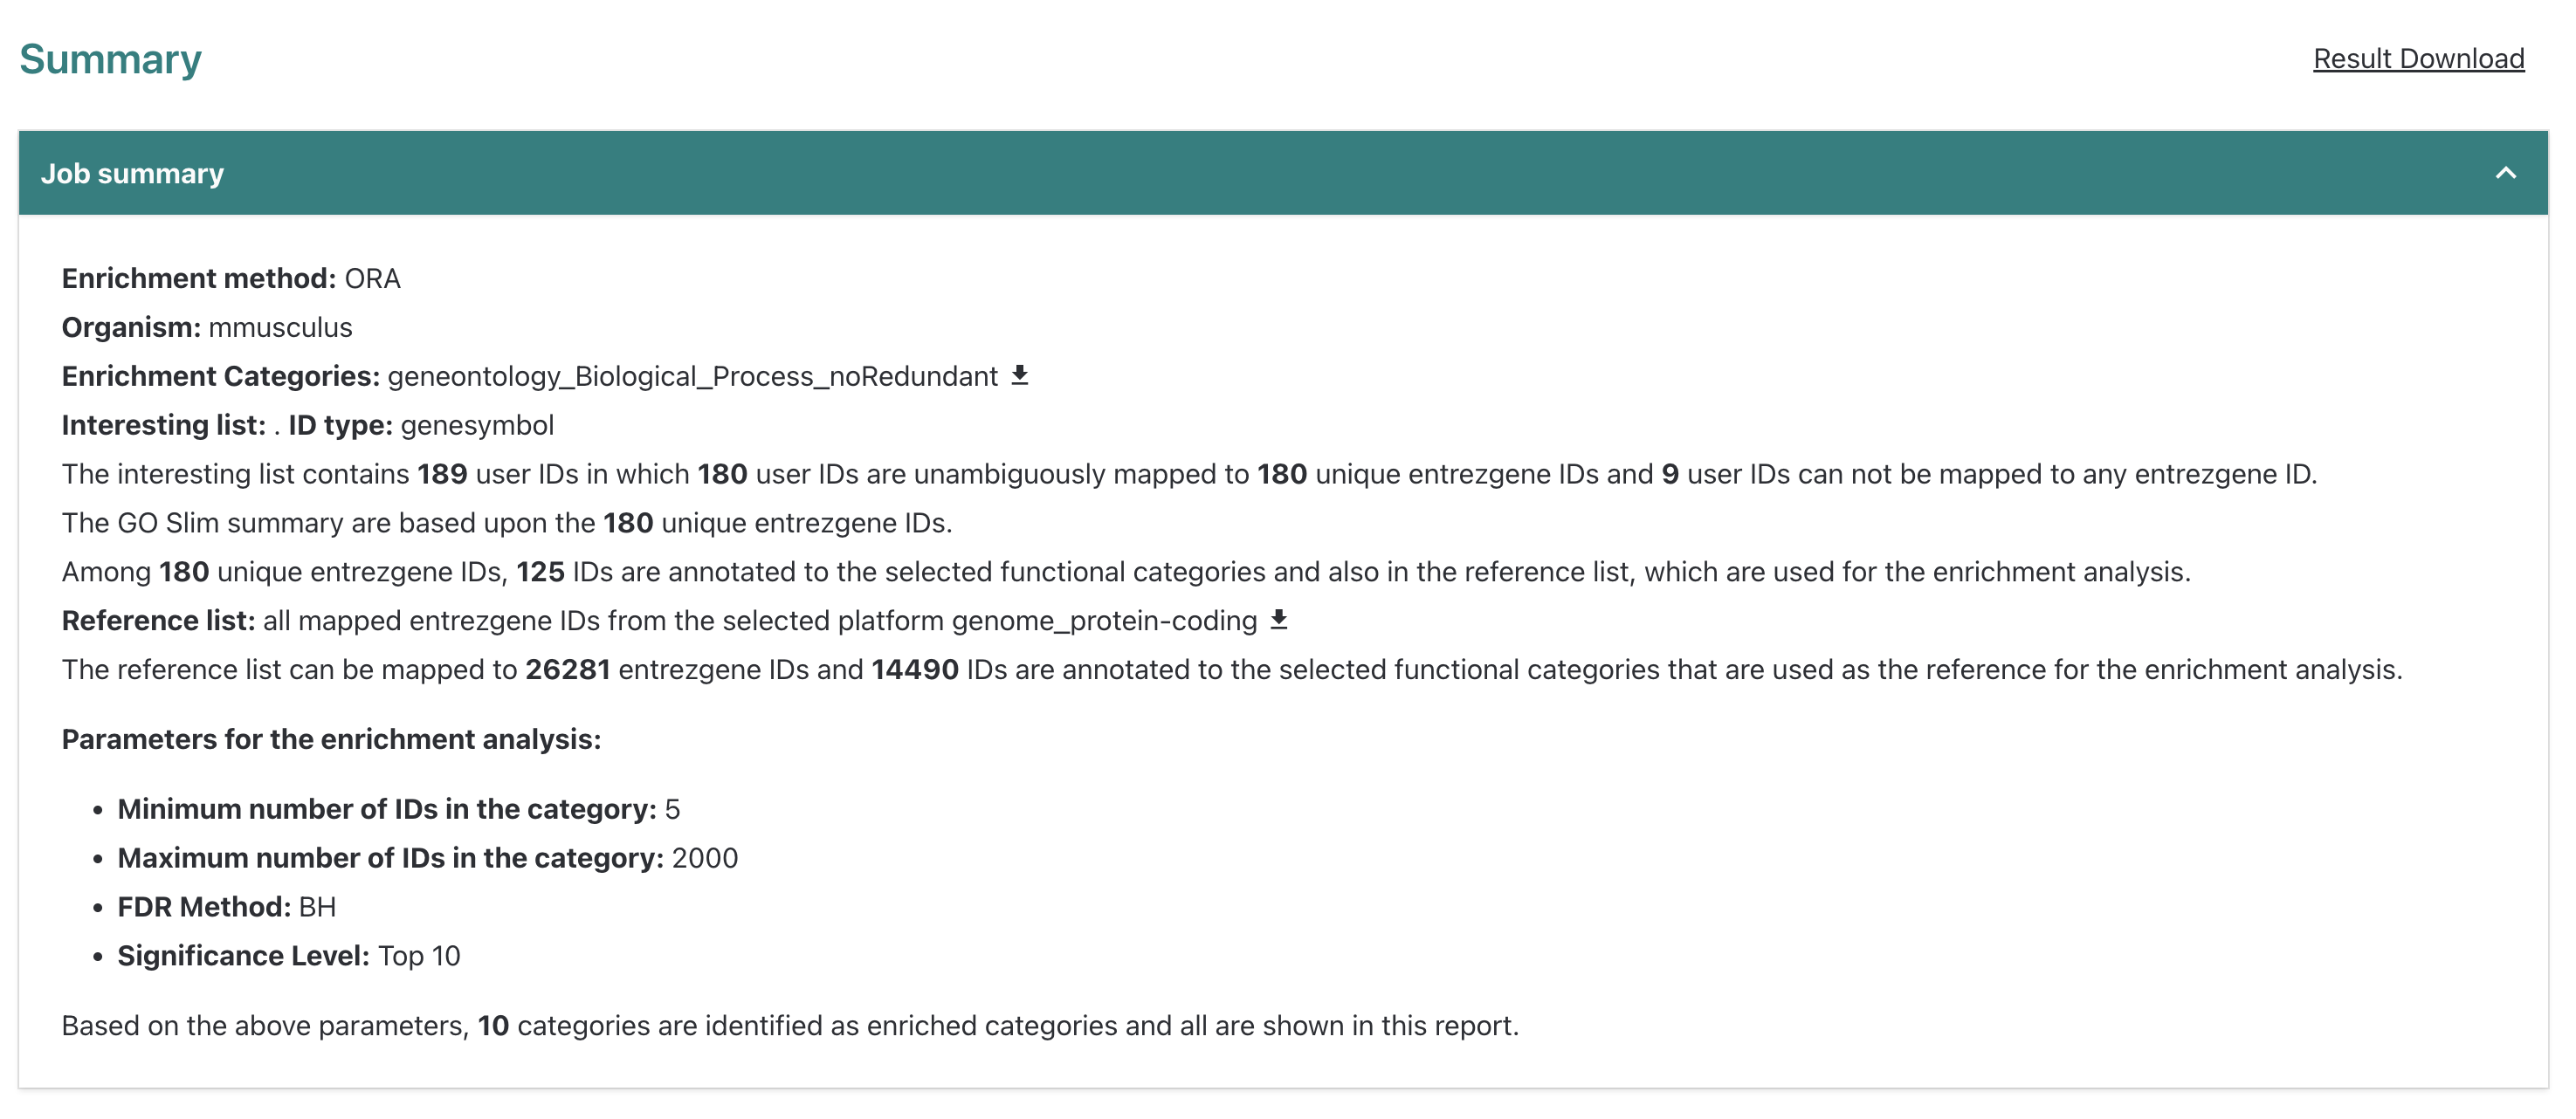 Summary
Result Download
Job summary
Enrichment method: ORA
Organism: mmusculus
Enrichment Categories: geneontology_Biological_Process_noRedundant
Interesting list: . ID type: genesymbol
The interesting list contains 189 user IDs in which 180 user IDs are unambiguously mapped to 180 unique entrezgene IDs and 9 user IDs can not be mapped to any entrezgene ID.
The GO Slim summary are based upon the 180 unique entrezgene IDs.
Among 180 unique entrezgene IDs, 125 IDs are annotated to the selected functional categories and also in the reference list, which are used for the enrichment analysis.
Reference list: all mapped entrezgene IDs from the selected platform genome_protein-coding
The reference list can be mapped to 26281 entrezgene IDs and 14490 IDs are annotated to the selected functional categories that are used as the reference for the enrichment analysis.
Parameters for the enrichment analysis:
• Minimum number of IDs in the category: 5
• Maximum number of IDs in the category: 2000
• FDR Method: BH
• Significance Level: Top 10
Based on the above parameters, 10 categories are identified as enriched categories and all are shown in this report.